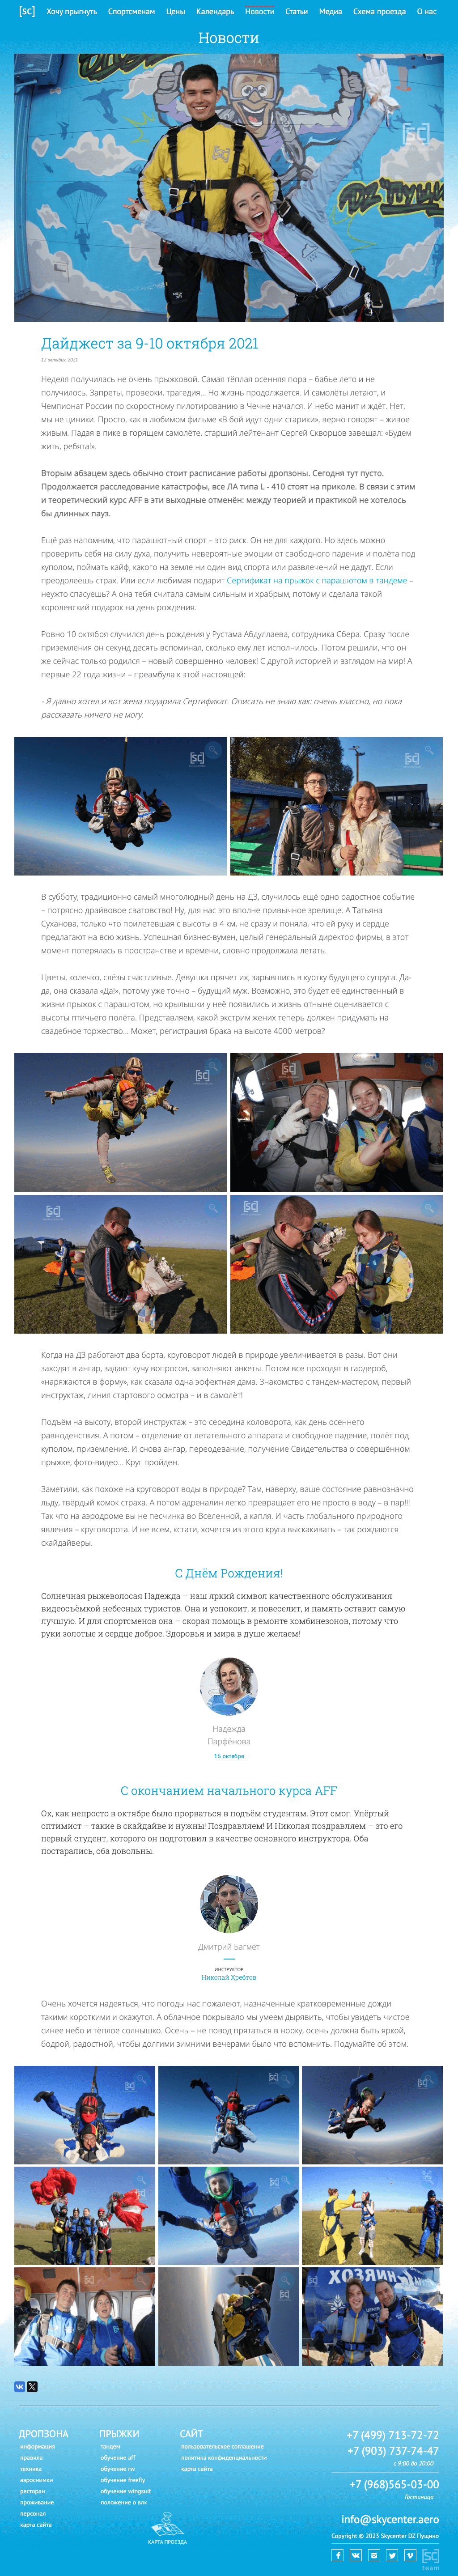 [sc] Хочу прыгнуть Спортсменам Цены Календарь Новости Статьи Медиа Схема проезда О нас
Новости
[sc]
Дайджест за 9-10 октября 2021
12 октября, 2021
Неделя получилась не очень прыжковой. Самая тёплая осенняя пора – бабье лето и не
получилось. Запреты, проверки, трагедия... Но жизнь продолжается. И самолёты летают, и
Чемпионат России по скоростному пилотированию в Чечне начался. И небо манит и ждёт. Нет,
мы не циники. Просто, как в любимом фильме «В бой идут одни старики», верно говорят – живое
живым. Падая в пике в горящем самолёте, старший лейтенант Сергей Скворцов завещал: «Будем
жить, ребята!».
Вторым абзацем здесь обычно стоит расписание работы дропзоны. Сегодня тут пусто.
Продолжается расследование катастрофы, все ЛА типа L - 410 стоят на приколе. В связи с этим
и теоретический курс AFF в эти выходные отменён: между теорией и практикой не хотелось
бы длинных пауз.
Ещё раз напомним, что парашютный спорт – это риск. Он не для каждого. Но здесь можно
проверить себя на силу духа, получить невероятные эмоции от свободного падения и полёта под
куполом, поймать кайф, какого на земле ни один вид спорта или развлечений не дадут. Если
преодолеешь страх. Или если любимая подарит Сертификат на прыжок с парашютом в тандеме –
неужто спасуешь? А она тебя считала самым сильным и храбрым, потому и сделала такой
королевский подарок на день рождения.
Ровно 10 октября случился день рождения у Рустама Абдуллаева, сотрудника Сбера. Сразу после
приземления он секунд десять вспоминал, сколько ему лет исполнилось. Потом решили, что он
же сейчас только родился – новый совершенно человек! С другой историей и взглядом на мир! А
первые 22 года жизни – преамбула к этой настоящей:
- Я давно хотел и вот жена подарила Сертификат. Описать не знаю как: очень классно, но пока
рассказать ничего не могу.
В субботу, традиционно самый многолюдный день на ДЗ, случилось ещё одно радостное событие
– потрясно драйвовое сватовство! Ну, для нас это вполне привычное зрелище. А Татьяна
Суханова, только что прилетевшая с высоты в 4 км, не сразу и поняла, что ей руку и сердце
предлагают на всю жизнь. Успешная бизнес-вумен, целый генеральный директор фирмы, в этот
момент потерялась в пространстве и времени, словно продолжала летать.
Цветы, колечко, слёзы счастливые. Девушка прячет их, зарывшись в куртку будущего супруга. Да-
да, она сказала «Да!», потому уже точно – будущий муж. Возможно, это будет её единственный в
жизни прыжок с парашютом, но крылышки у неё появились и жизнь отныне оценивается с
высоты птичьего полёта. Представляем, какой экстрим жених теперь должен придумать на
свадебное торжество... Может, регистрация брака на высоте 4000 метров?
Когда на ДЗ работают два борта, круговорот людей в природе увеличивается в разы. Вот они
заходят в ангар, задают кучу вопросов, заполняют анкеты. Потом все проходят в гардероб,
«наряжаются в форму», как сказала одна эффектная дама. Знакомство с тандем-мастером, первый
инструктаж, линия стартового осмотра – и в самолёт!
Подъём на высоту, второй инструктаж – это середина коловорота, как день осеннего
равноденствия. А потом – отделение от летательного аппарата и свободное падение, полёт под
куполом, приземление. И снова ангар, переодевание, получение Свидетельства о совершённом
прыжке, фото-видео... Круг пройден.
Заметили, как похоже на круговорот воды в природе? Там, наверху, ваше состояние равнозначно
льду, твёрдый комок страха. А потом адреналин легко превращает его не просто в воду – в пар!!!
Так что на аэродроме вы не песчинка во Вселенной, а капля. И часть глобального природного
явления – круговорота. И не всем, кстати, хочется из этого круга выскакивать – так рождаются
скайдайверы.
С Днём Рождения!
Солнечная рыжеволосая Надежда – наш яркий символ качественного обслуживания
видеосъёмкой небесных туристов. Она и успокоит, и повеселит, и память оставит самую
лучшую. И для спортсменов она – скорая помощь в ремонте комбинезонов, потому что
руки золотые и сердце доброе. Здоровья и мира в душе желаем!
Надежда
Парфёнова
16 октября
С окончанием начального курса AFF
Ох, как непросто в октябре было прорваться в подъём студентам. Этот смог. Упёртый
оптимист – такие в скайдайве и нужны! Поздравляем! И Николая поздравляем – это его
первый студент, которого он подготовил в качестве основного инструктора. Оба
постарались, оба довольны.
Дмитрий Багмет
ИНСТРУКТОР
Николай Хребтов
Очень хочется надеяться, что погоды нас пожалеют, назначенные кратковременные дожди
такими короткими и окажутся. А облачное покрывало мы умеем дырявить, чтобы увидеть чистое
синее небо и тёплое солнышко. Осень – не повод прятаться в норку, осень должна быть яркой,
бодрой, радостной, чтобы долгими зимними вечерами было что вспомнить. Подумайте об этом.
ДРОПЗОНА ПРЫЖКИ САЙТ
информация тандем пользовательское соглашение
правила обучение aff политика конфиденциальности
техника обучение rw карта сайта
аэроснимки обучение freefly
ресторан обучение wingsuit
проживание положение о влк
персонал
карта сайта
КАРТА ПРОЕЗДА
+7 (499) 713-72-72
+7 (903) 737-74-47
с 9:00 до 20:00
+7 (968)565-03-00
Гостиница
info@skycenter.aero
Copyright © 2023 Skycenter DZ Пущино
[sc] team